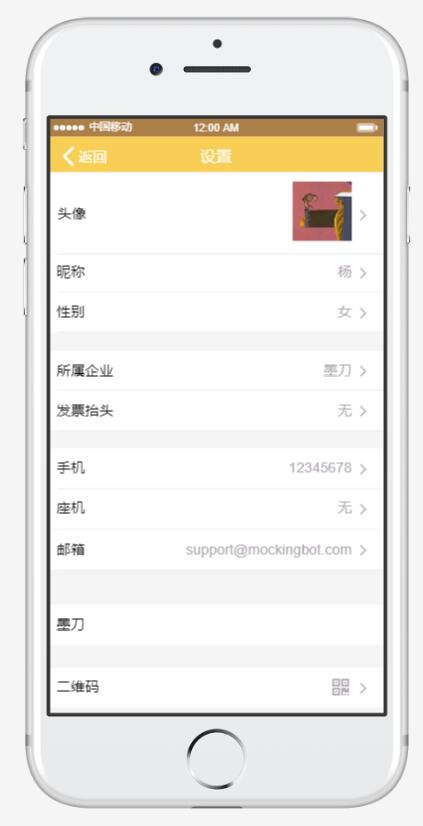 中国移动 12:00 AM
返回 设置
头像
昵称 杨
性别 女
所属企业 墨刀
发票抬头 无
手机 12345678
座机 无
邮箱 support@mockingbot.com
墨刀
二维码